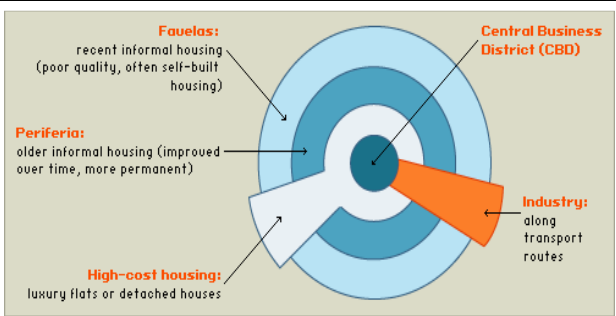 Favelas:
recent informal housing
(poor quality, often self-built
housing)
Central Business
District (CBD)
Periferia:
older informal housing (improved
over time, more permanent)
Industry:
along
transport
routes
High-cost housing:
luxury flats or detached houses